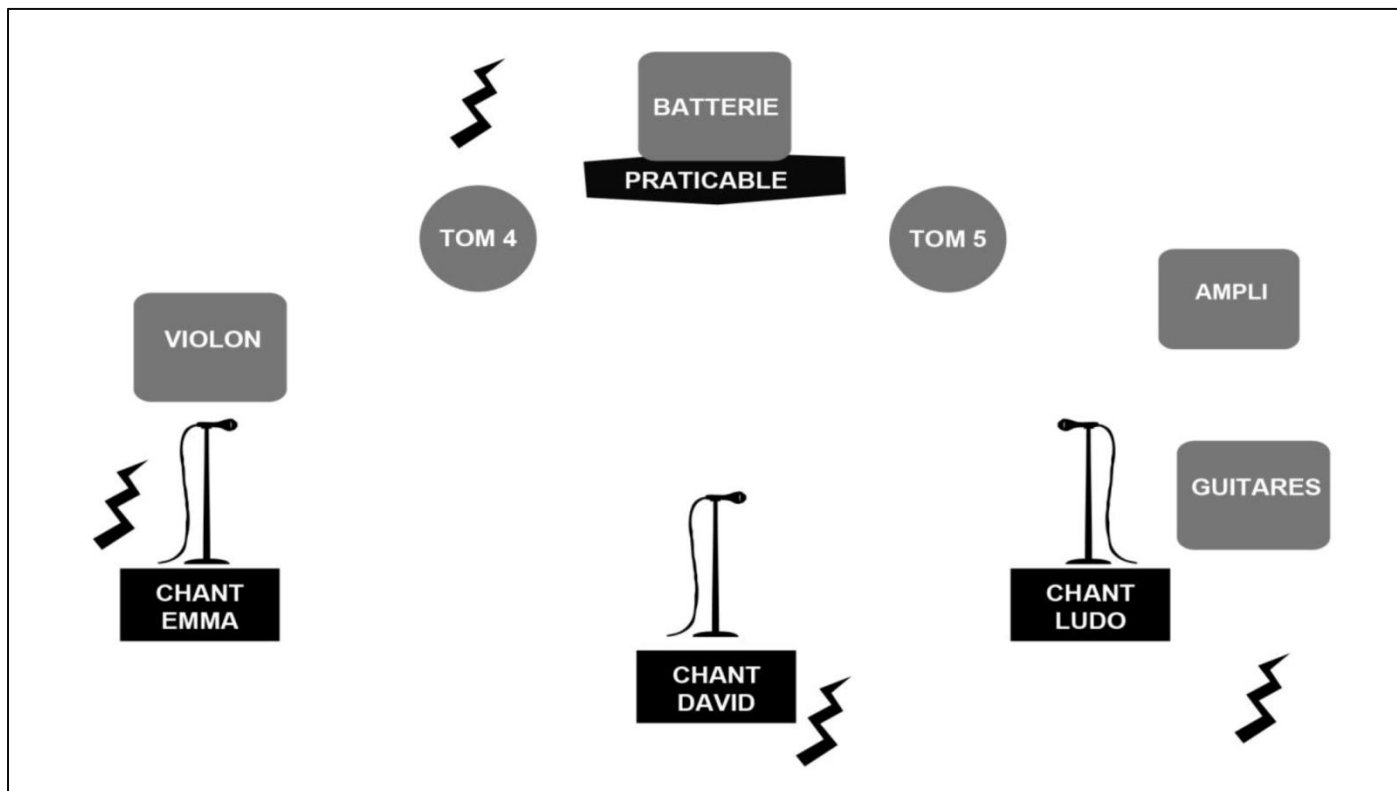 BATTERIE
PRATICABLE
TOM 4
TOM 5
AMPLI
VIOLON
GUITARES
CHANT
EMMA
CHANT
LUDO
CHANT
DAVID